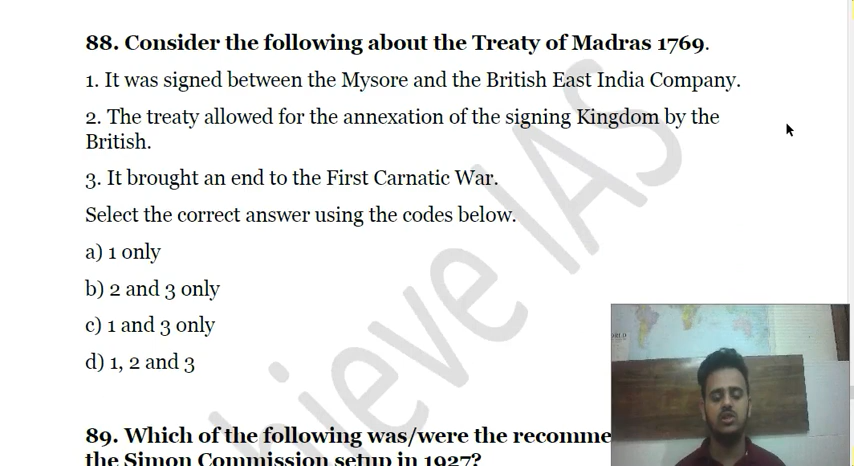 88. Consider the following about the Treaty of Madras 1769.
1. It was signed between the Mysore and the British East India Company.
2. The treaty allowed for the annexation of the signing Kingdom by the
British.
3. It brought an end to the First Carnatic War.
Select the correct answer using the codes below.
a) 1 only
b) 2 and 3 only
c) 1 and 3 only
d) 1, 2 and 3
89. Which of the following was/were the recomme
the Simon Commission setup in 1927?
hieve IAS